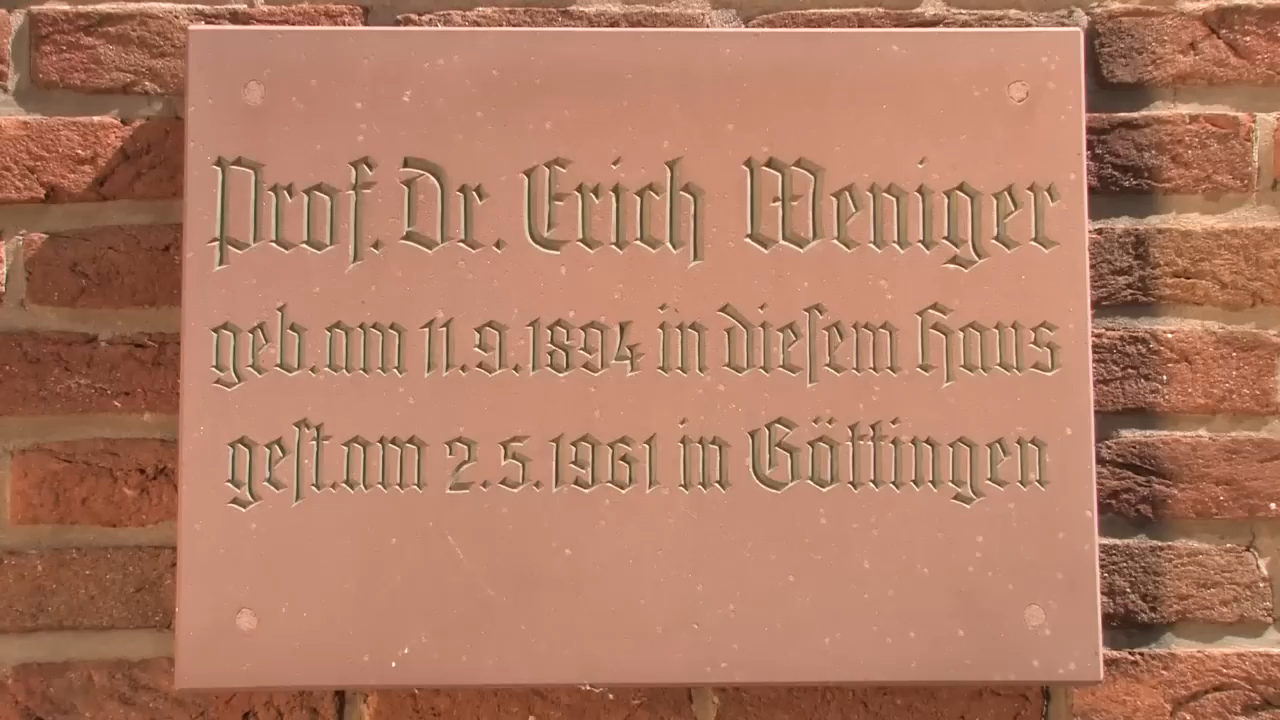 Prof. Dr. Erich Weniger
geb. am 11.9.1894 in dieſem Haus
geſt. am 2.5.1961 in Göttingen